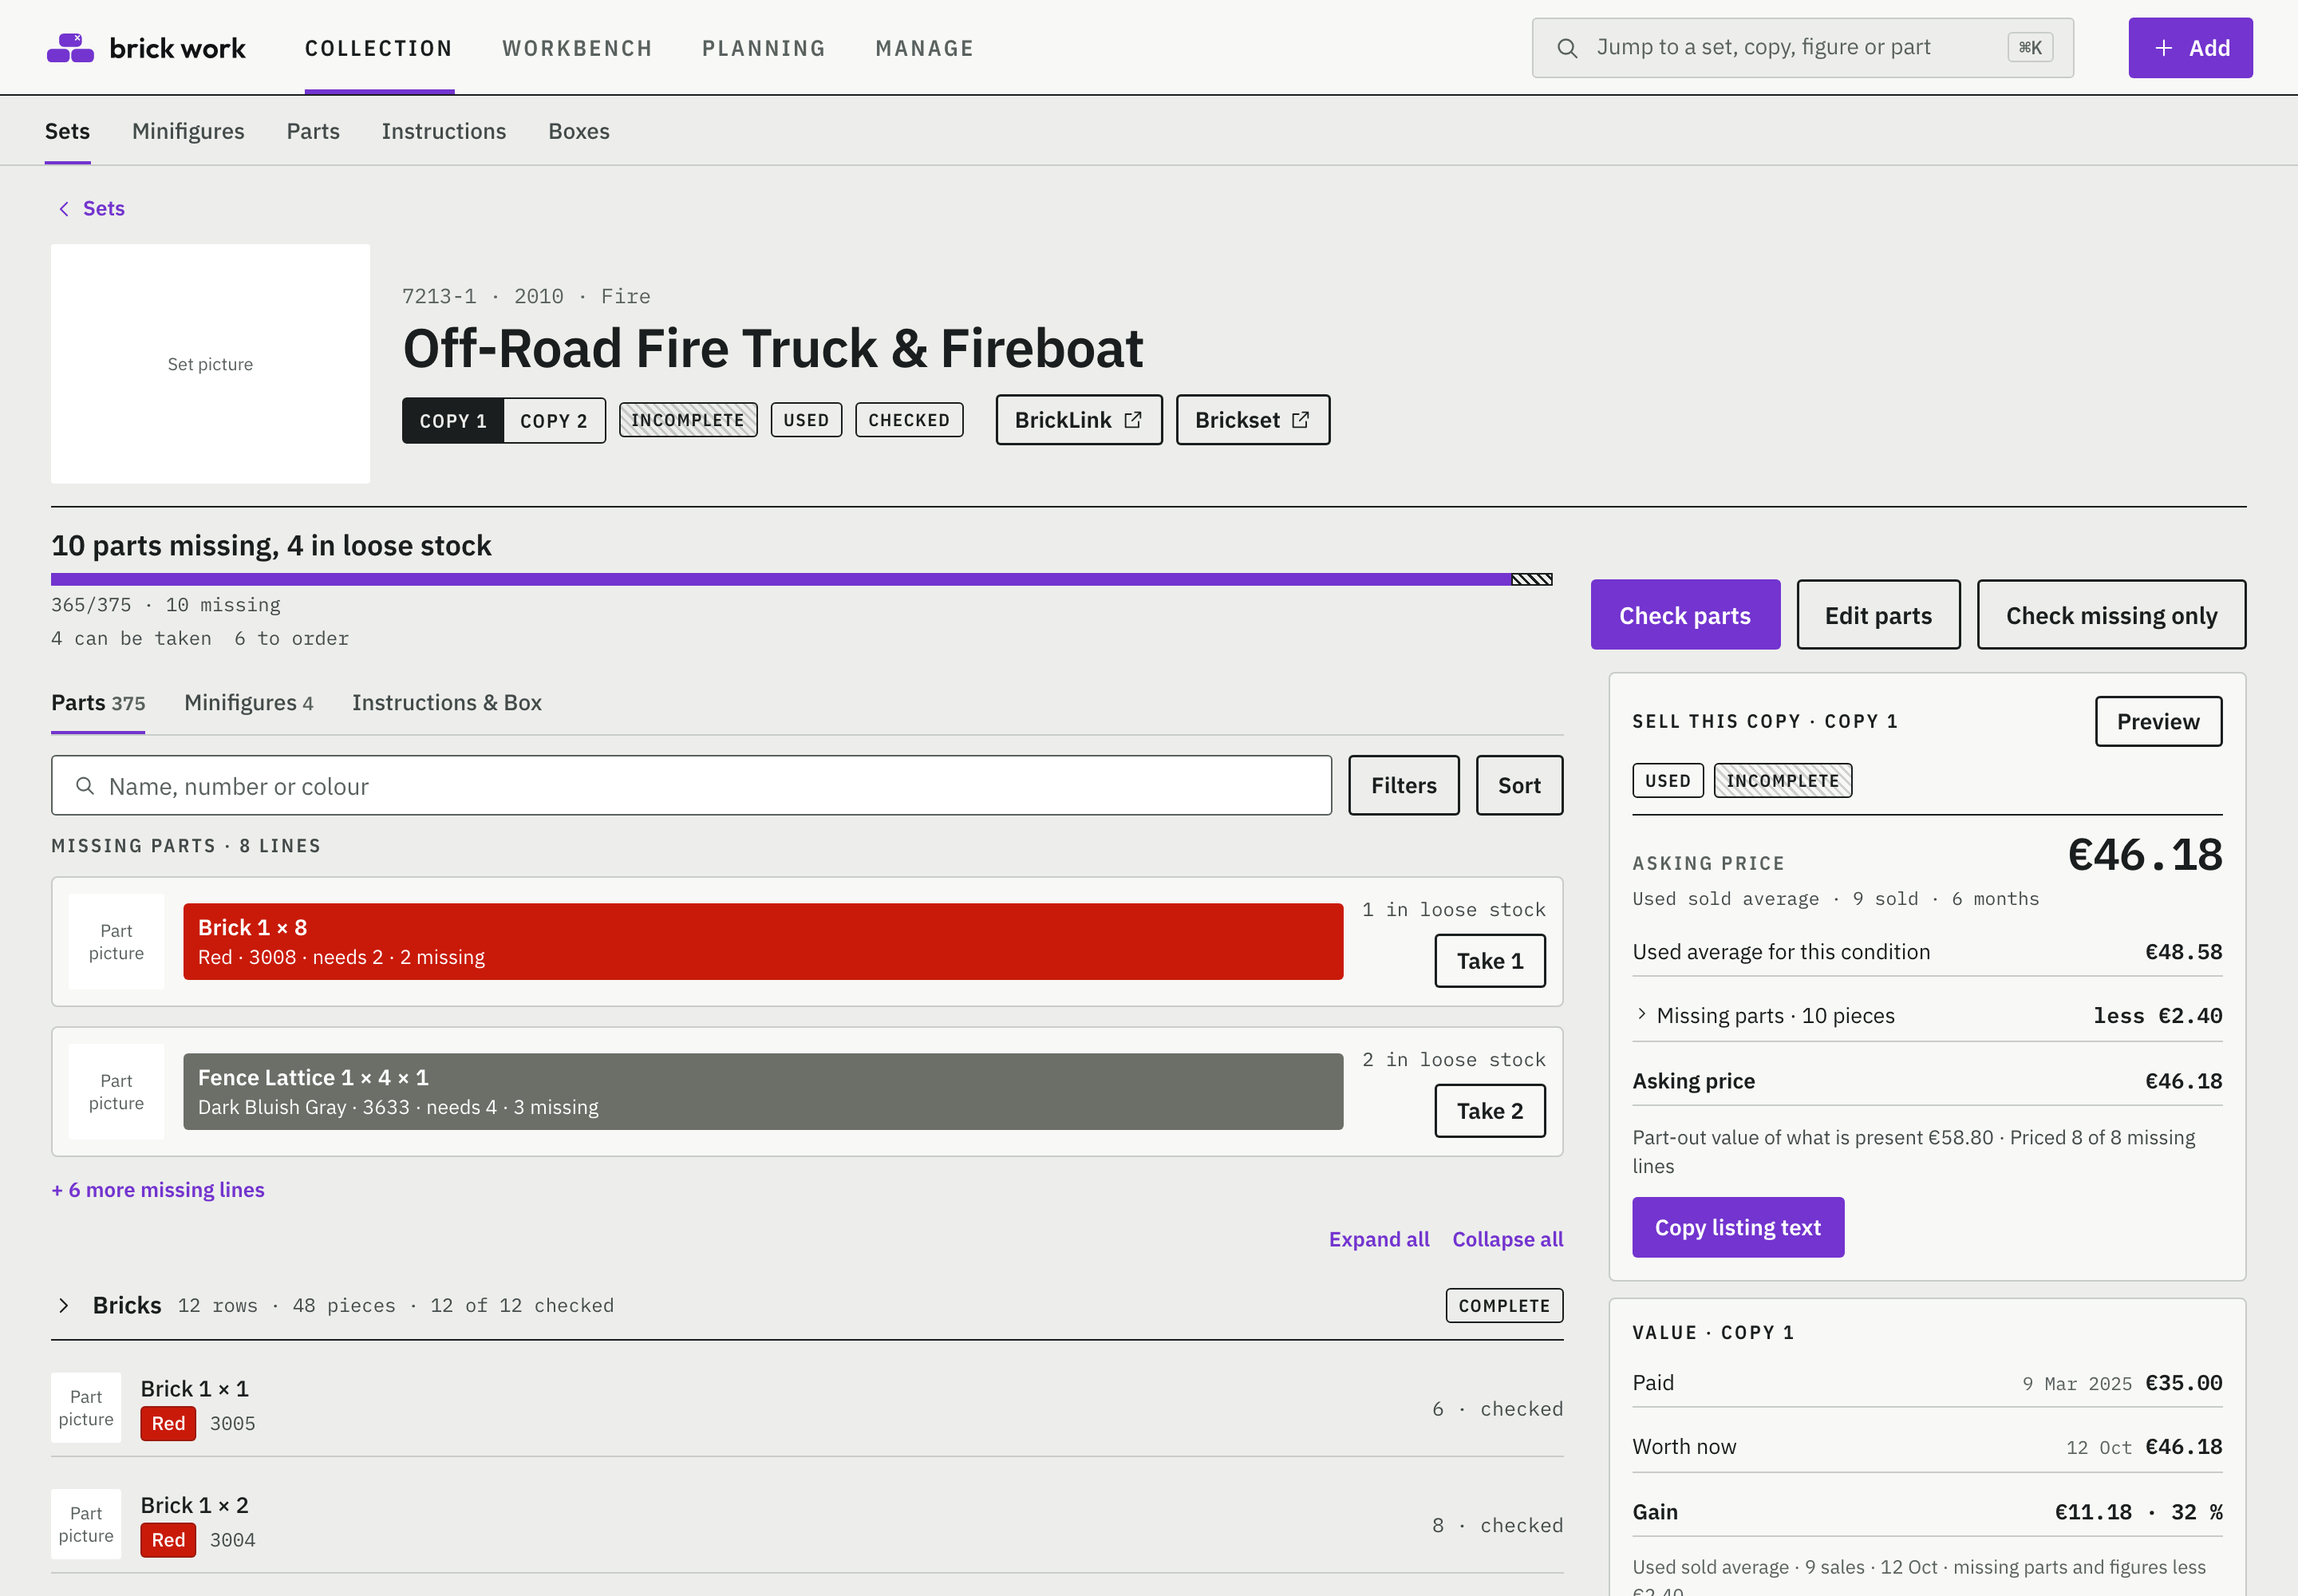 brick work
COLLECTION WORKBENCH PLANNING MANAGE
Jump to a set, copy, figure or part ⌘K
+ Add
Sets Minifigures Parts Instructions Boxes
Sets
Set picture
7213-1 · 2010 · Fire
Off-Road Fire Truck & Fireboat
COPY 1 COPY 2 INCOMPLETE USED CHECKED BrickLink Brickset
10 parts missing, 4 in loose stock
365/375 · 10 missing
4 can be taken 6 to order
Check parts Edit parts Check missing only
Parts 375 Minifigures 4 Instructions & Box
Name, number or colour
Filters Sort
MISSING PARTS · 8 LINES
Part
picture
Brick 1 × 8
Red · 3008 · needs 2 · 2 missing
1 in loose stock
Take 1
Part
picture
Fence Lattice 1 × 4 × 1
Dark Bluish Gray · 3633 · needs 4 · 3 missing
2 in loose stock
Take 2
+ 6 more missing lines
Expand all Collapse all
Bricks 12 rows · 48 pieces · 12 of 12 checked COMPLETE
Part
picture
Brick 1 × 1
Red 3005
6 · checked
Part
picture
Brick 1 × 2
Red 3004
8 · checked
SELL THIS COPY · COPY 1 Preview
USED INCOMPLETE
ASKING PRICE €46.18
Used sold average · 9 sold · 6 months
Used average for this condition €48.58
Missing parts · 10 pieces less €2.40
Asking price €46.18
Part-out value of what is present €58.80 · Priced 8 of 8 missing
lines
Copy listing text
VALUE · COPY 1
Paid 9 Mar 2025 €35.00
Worth now 12 Oct €46.18
Gain €11.18 · 32 %
Used sold average · 9 sales · 12 Oct · missing parts and figures less
€2.40